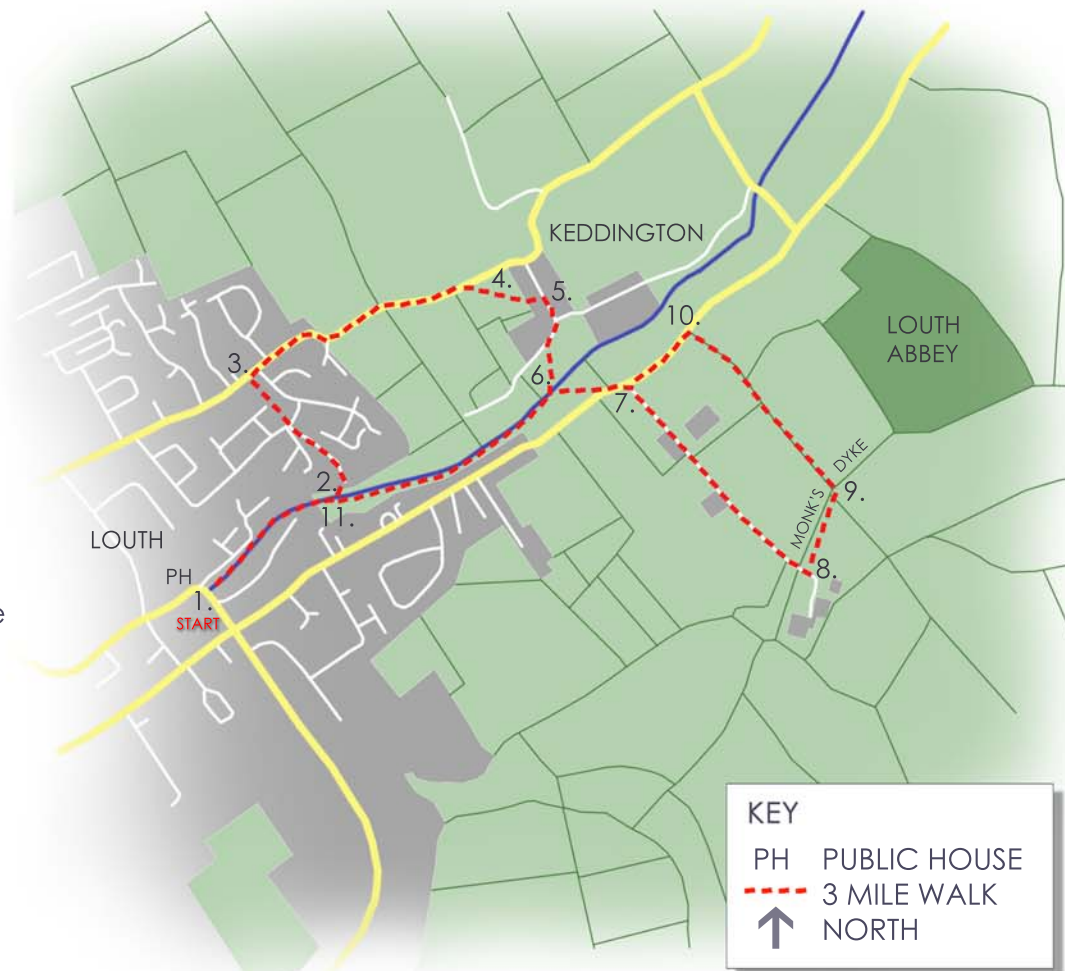 KEDDINGTON
4.
5.
LOUTH
ABBEY
10.
3.
6.
7.
MONK'S DYKE
9.
2.
11.
LOUTH
8.
PH
1.
START
e
KEY
PH PUBLIC HOUSE
3 MILE WALK
NORTH